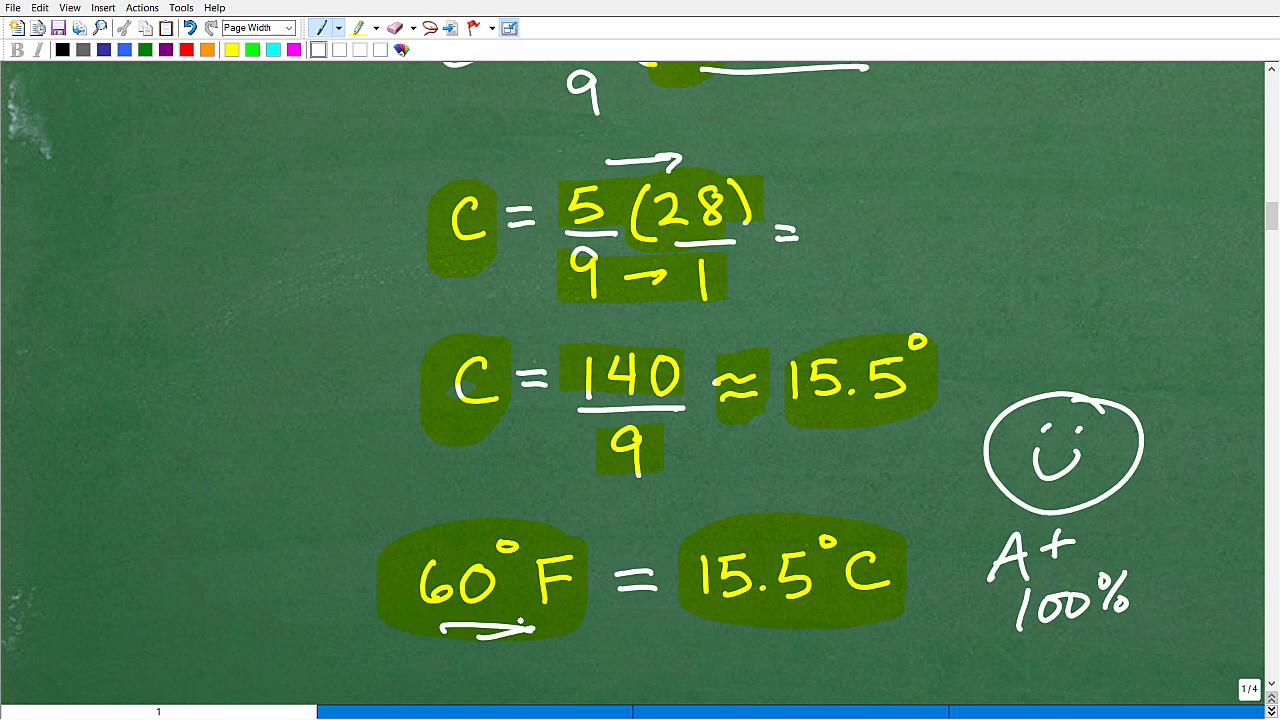 File Edit View Insert Actions Tools Help
Page Width
B I
9
C = 5 (28) =
9 → 1
C = 140 ≈ 15.5°
9
60° F = 15.5° C
A+
100%
1/4
1